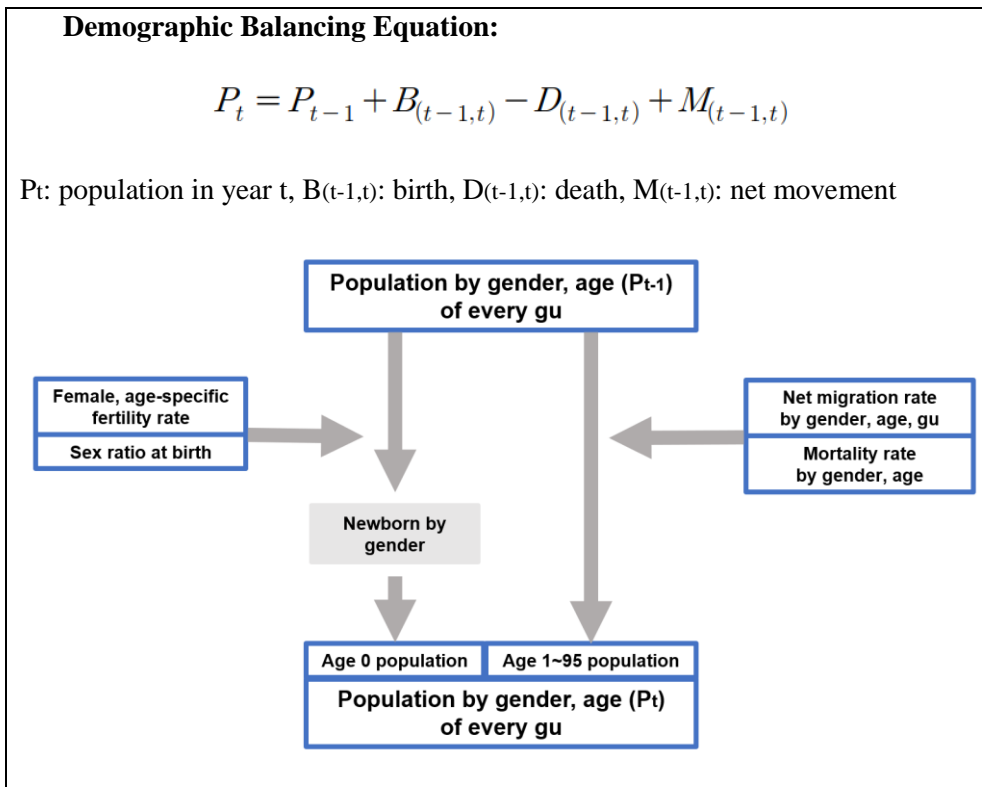 Demographic Balancing Equation:
P_t = P_{t-1} + B_{(t-1,t)} - D_{(t-1,t)} + M_{(t-1,t)}
Pt: population in year t, B(t-1,t): birth, D(t-1,t): death, M(t-1,t): net movement
Population by gender, age (Pt-1)
of every gu
Female, age-specific
fertility rate
Sex ratio at birth
Net migration rate
by gender, age, gu
Mortality rate
by gender, age
Newborn by
gender
Age 0 population
Age 1~95 population
Population by gender, age (Pt)
of every gu